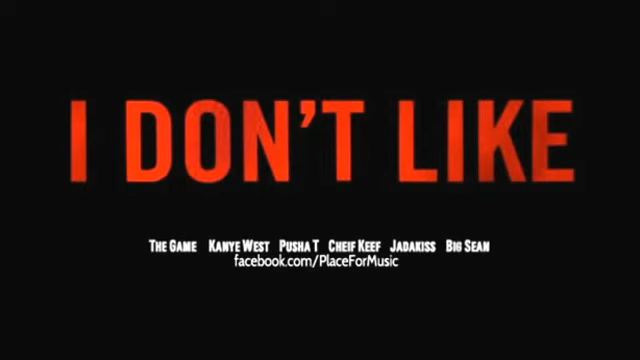 I DON'T LIKE
THE GAME KANYE WEST PUSHA T CHEIF KEEF JADAKISS BIG SEAN
facebook.com/PlaceForMusic